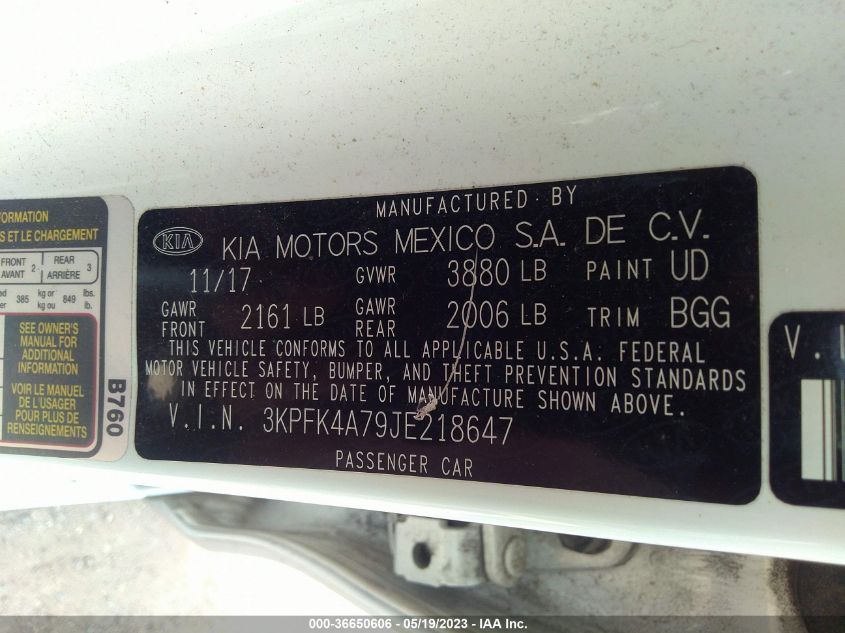 FORMATION
S ET LE CHARGEMENT
FRONT AVANT 2 REAR ARRIÈRE 3
385 kg or kg ou 849 lbs. lb.
SEE OWNER'S
MANUAL FOR
ADDITIONAL
INFORMATION
VOIR LE MANUEL
DE L'USAGER
POUR PLUS DE
RENSEIGNEMENTS
B760
MANUFACTURED BY
KIA KIA MOTORS MEXICO S.A. DE C.V.
11/17 GVWR 3880 LB PAINT UD
GAWR FRONT 2161 LB GAWR REAR 2006 LB TRIM BGG
THIS VEHICLE CONFORMS TO ALL APPLICABLE U.S.A. FEDERAL
MOTOR VEHICLE SAFETY, BUMPER, AND THEFT PREVENTION STANDARDS
IN EFFECT ON THE DATE OF MANUFACTURE SHOWN ABOVE.
V.I.N. 3KPFK4A79JE218647
PASSENGER CAR
V.I
000-36650606 - 05/19/2023 - IAA Inc.